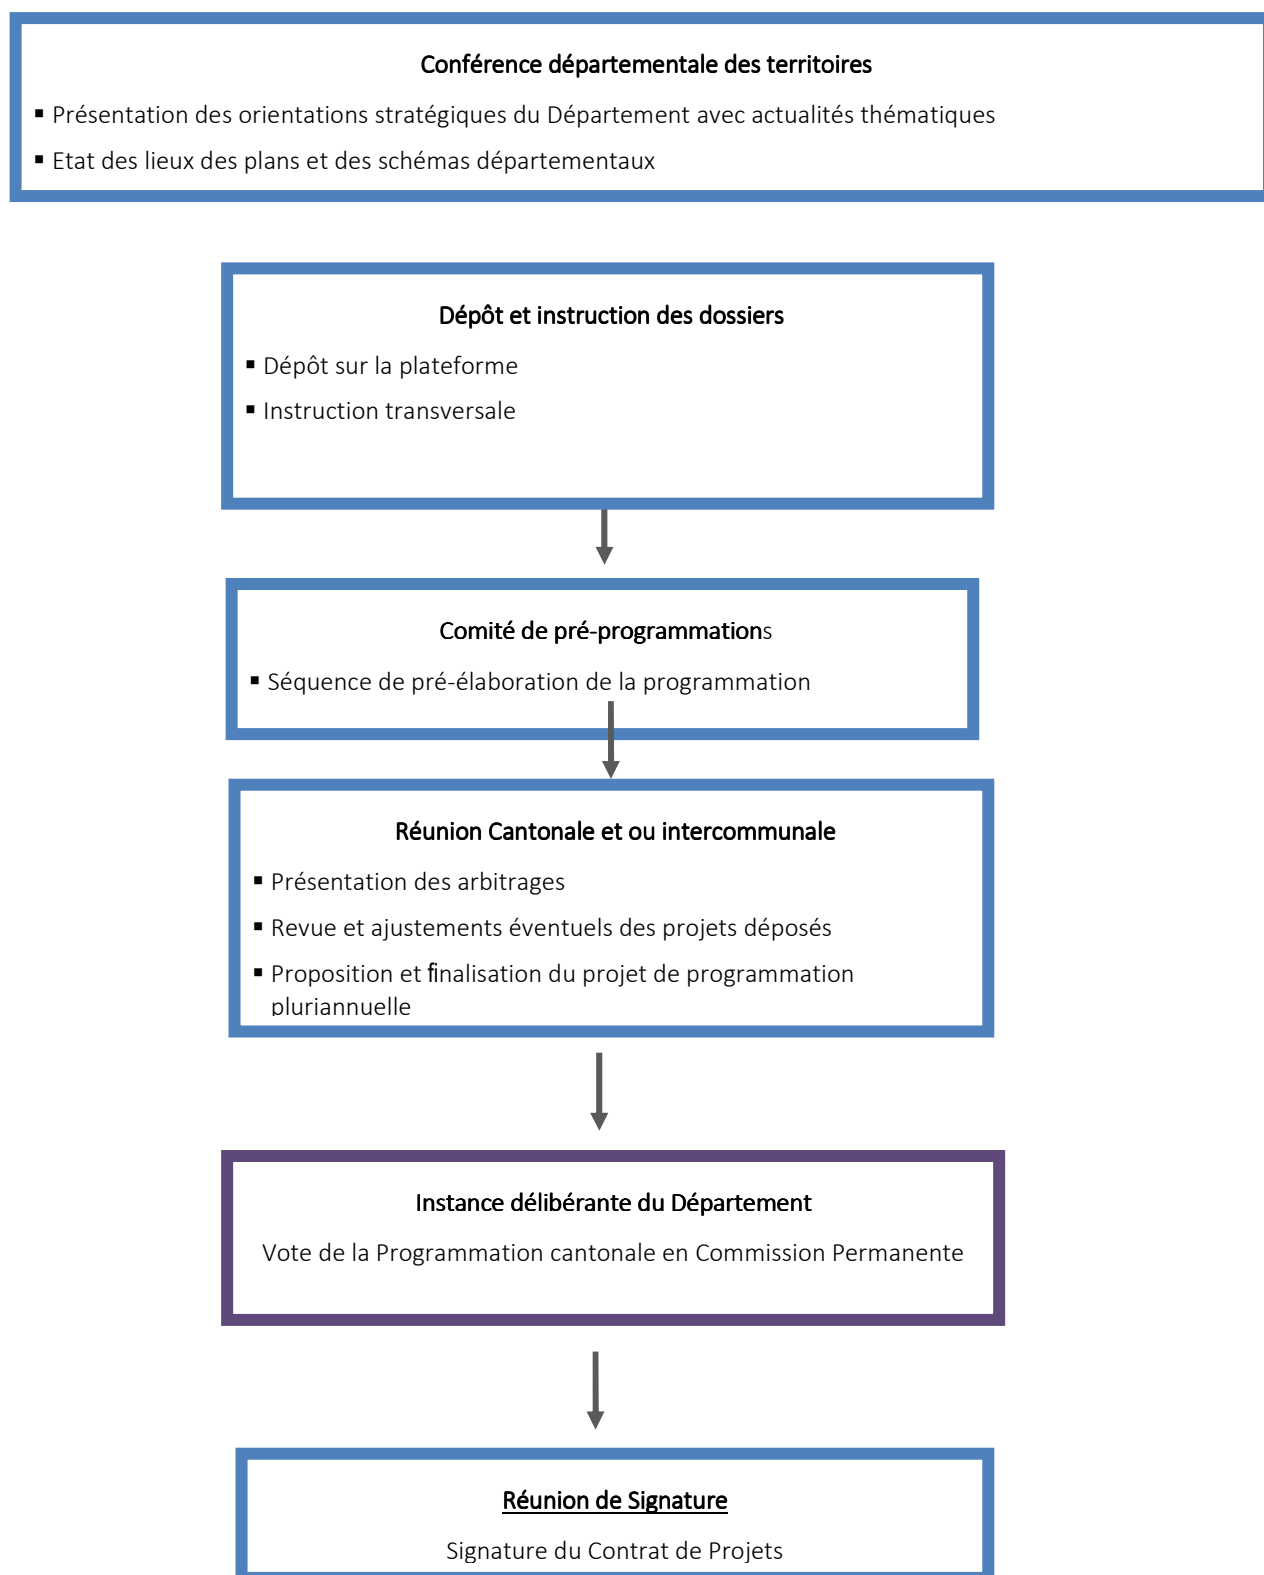 Conférence départementale des territoires
▪ Présentation des orientations stratégiques du Département avec actualités thématiques
▪ Etat des lieux des plans et des schémas départementaux
Dépôt et instruction des dossiers
▪ Dépôt sur la plateforme
▪ Instruction transversale
Comité de pré-programmations
▪ Séquence de pré-élaboration de la programmation
Réunion Cantonale et ou intercommunale
▪ Présentation des arbitrages
▪ Revue et ajustements éventuels des projets déposés
▪ Proposition et finalisation du projet de programmation
pluriannuelle
Instance délibérante du Département
Vote de la Programmation cantonale en Commission Permanente
Réunion de Signature
Signature du Contrat de Projets